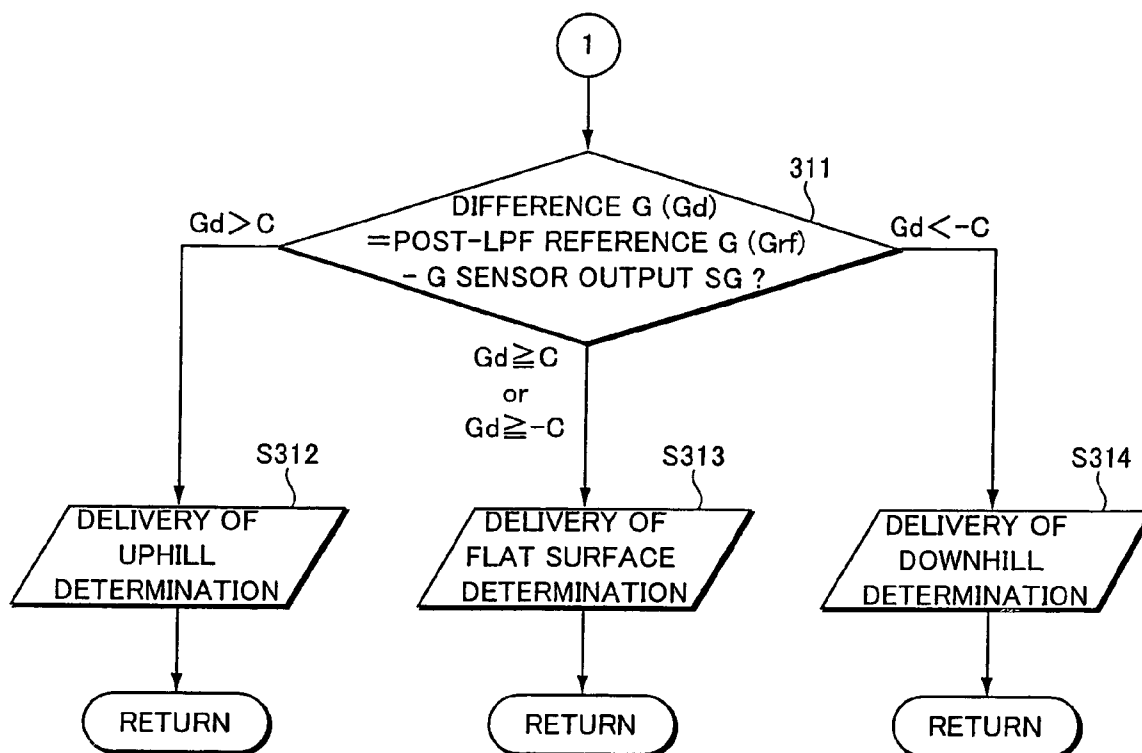 1
311
DIFFERENCE G (Gd)
=POST-LPF REFERENCE G (Grf)
- G SENSOR OUTPUT SG ?
Gd>C
Gd<-C
Gd≧C
or
Gd≧-C
S312
DELIVERY OF
UPHILL
DETERMINATION
S313
DELIVERY OF
FLAT SURFACE
DETERMINATION
S314
DELIVERY OF
DOWNHILL
DETERMINATION
RETURN
RETURN
RETURN